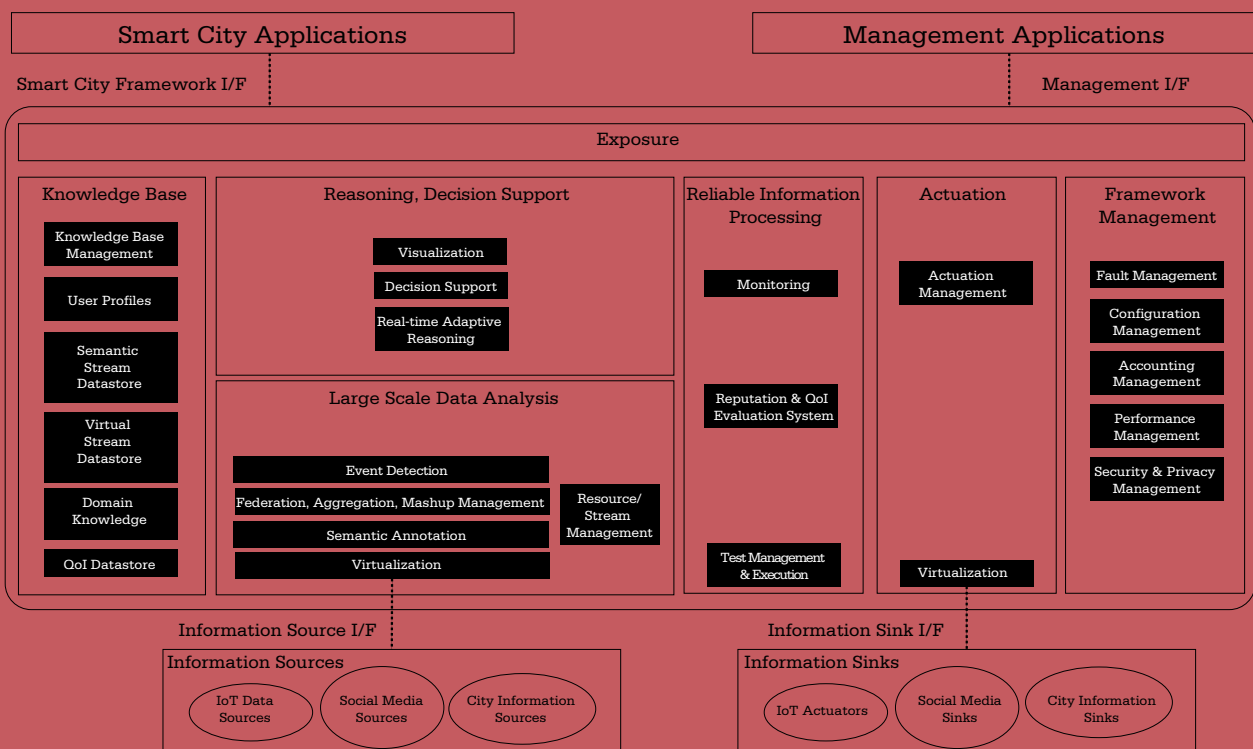 Smart City Applications
Management Applications
Smart City Framework I/F
Management I/F
Exposure
Knowledge Base
Knowledge Base
Management
User Profiles
Semantic
Stream
Datastore
Virtual
Stream
Datastore
Domain
Knowledge
QoI Datastore
Reasoning, Decision Support
Visualization
Decision Support
Real-time Adaptive
Reasoning
Large Scale Data Analysis
Event Detection
Federation, Aggregation, Mashup Management
Semantic Annotation
Virtualization
Resource/
Stream
Management
Reliable Information
Processing
Monitoring
Reputation & QoI
Evaluation System
Test Management
& Execution
Actuation
Actuation
Management
Virtualization
Framework
Management
Fault Management
Configuration
Management
Accounting
Management
Performance
Management
Security & Privacy
Management
Information Source I/F
Information Sink I/F
Information Sources
IoT Data
Sources
Social Media
Sources
City Information
Sources
Information Sinks
IoT Actuators
Social Media
Sinks
City Information
Sinks